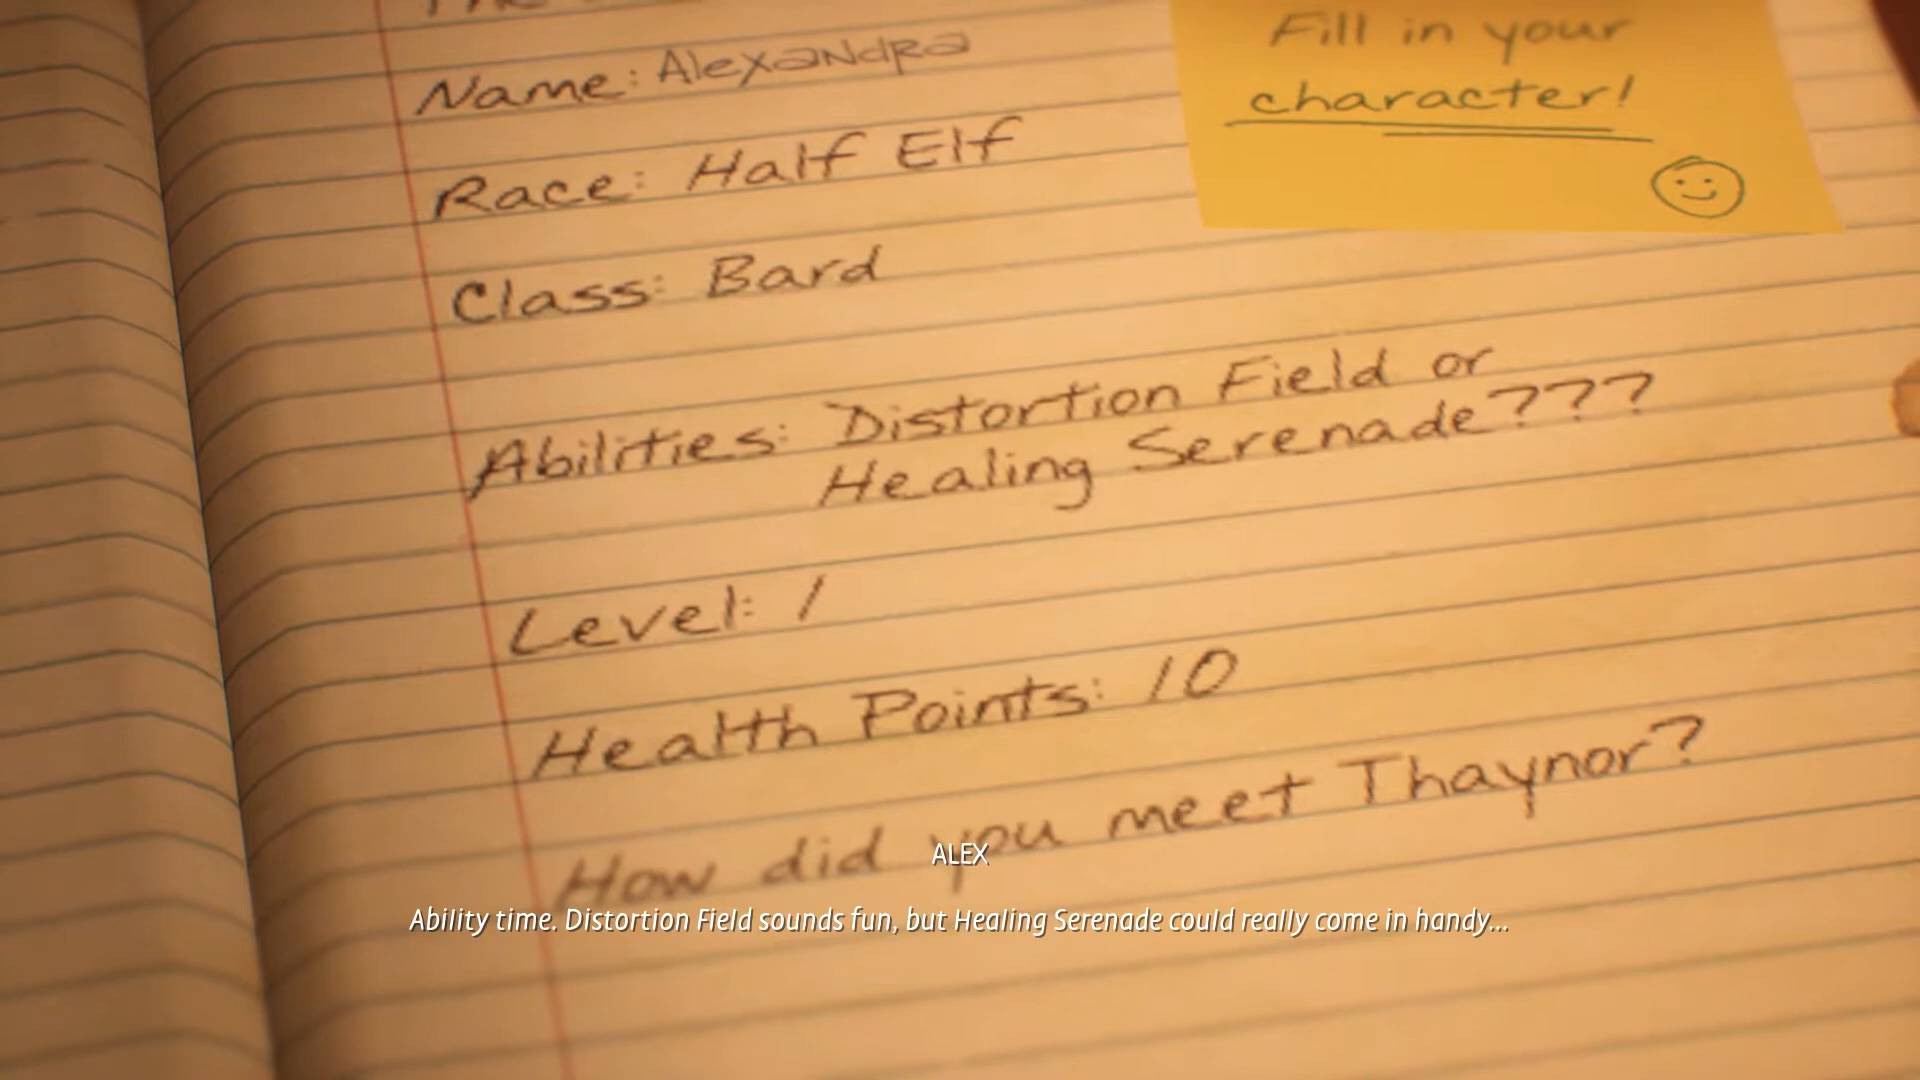 Name: Alexandra
Fill in your
character!
Race: Half Elf
Class: Bard
Abilities: Distortion Field or
Healing Serenade???
Level: 1
Health Points: 10
How did you meet Thaynor?
ALEX
Ability time. Distortion Field sounds fun, but Healing Serenade could really come in handy...